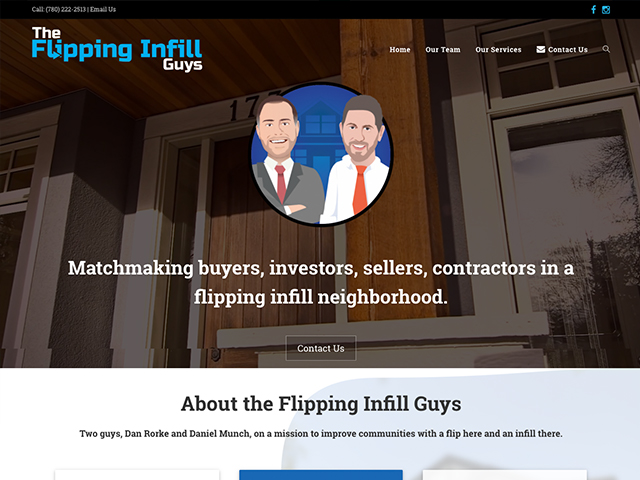 Call: (780) 222-2513 | Email Us
The
Flipping Infill
Guys
Home
Our Team
Our Services
Contact Us
Matchmaking buyers, investors, sellers, contractors in a
flipping infill neighborhood.
Contact Us
About the Flipping Infill Guys
Two guys, Dan Rorke and Daniel Munch, on a mission to improve communities with a flip here and an infill there.